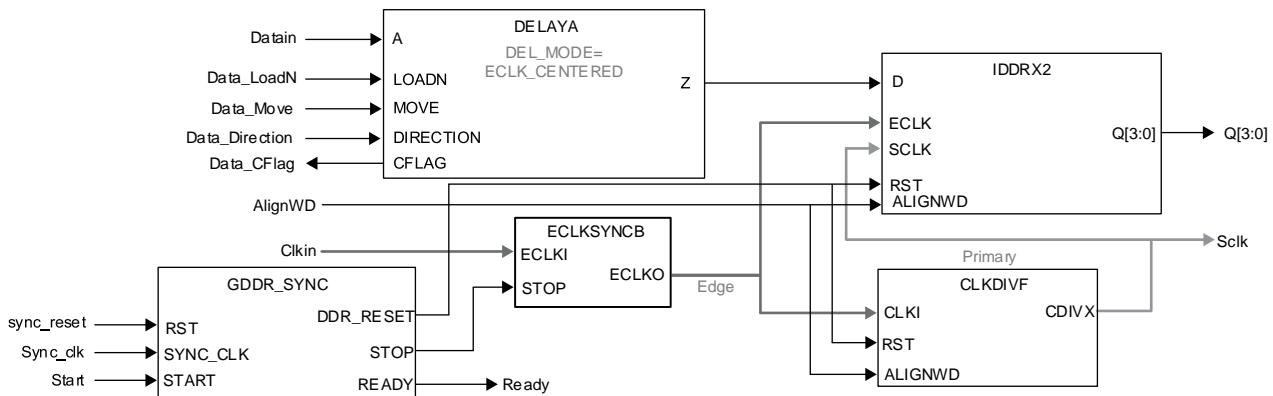 DELAYA
DEL_MODE=
ECLK_CENTERED
Datain
A
Data_LoadN
LOADN
Data_Move
MOVE
Data_Direction
DIRECTION
Data_CFlag
CFLAG
Z
IDDRX2
D
ECLK
SCLK
RST
ALIGNWD
Q[3:0]
Q[3:0]
AlignWD
Clkin
ECLKSYNCB
ECLKI
STOP
ECLKO
Edge
Primary
Sclk
GDDR_SYNC
DDR_RESET
sync_reset
RST
Sync_clk
SYNC_CLK
STOP
Start
START
READY
Ready
CLKDIVF
CLKI
CDIVX
RST
ALIGNWD